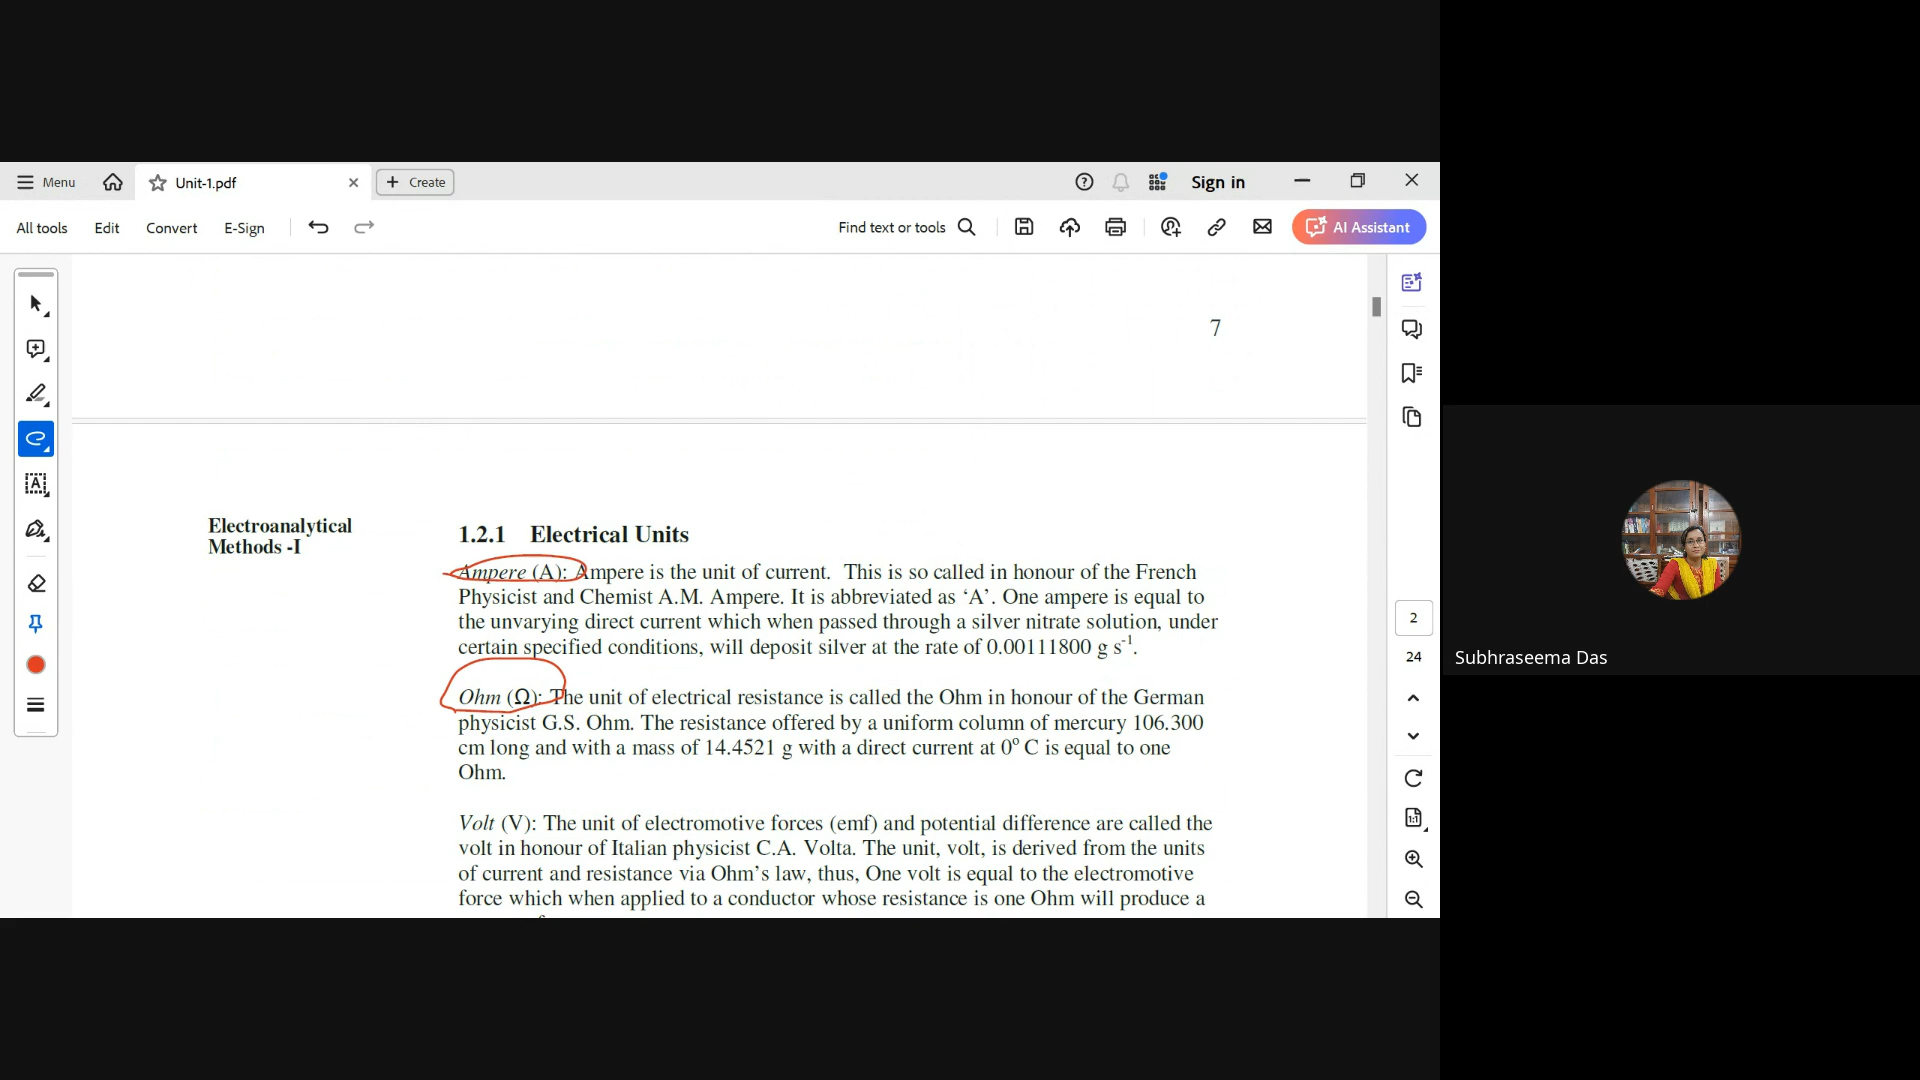 Menu
Unit-1.pdf
Create
Sign in
All tools
Edit
Convert
E-Sign
Find text or tools
AI Assistant
7
Electroanalytical
Methods -I
1.2.1 Electrical Units
Ampere (A): Ampere is the unit of current. This is so called in honour of the French
Physicist and Chemist A.M. Ampere. It is abbreviated as ‘A’. One ampere is equal to
the unvarying direct current which when passed through a silver nitrate solution, under
certain specified conditions, will deposit silver at the rate of 0.00111800 g s⁻¹.
Ohm (Ω): The unit of electrical resistance is called the Ohm in honour of the German
physicist G.S. Ohm. The resistance offered by a uniform column of mercury 106.300
cm long and with a mass of 14.4521 g with a direct current at 0° C is equal to one
Ohm.
Volt (V): The unit of electromotive forces (emf) and potential difference are called the
volt in honour of Italian physicist C.A. Volta. The unit, volt, is derived from the units
of current and resistance via Ohm’s law, thus, One volt is equal to the electromotive
force which when applied to a conductor whose resistance is one Ohm will produce a
2
24
Subhraseema Das